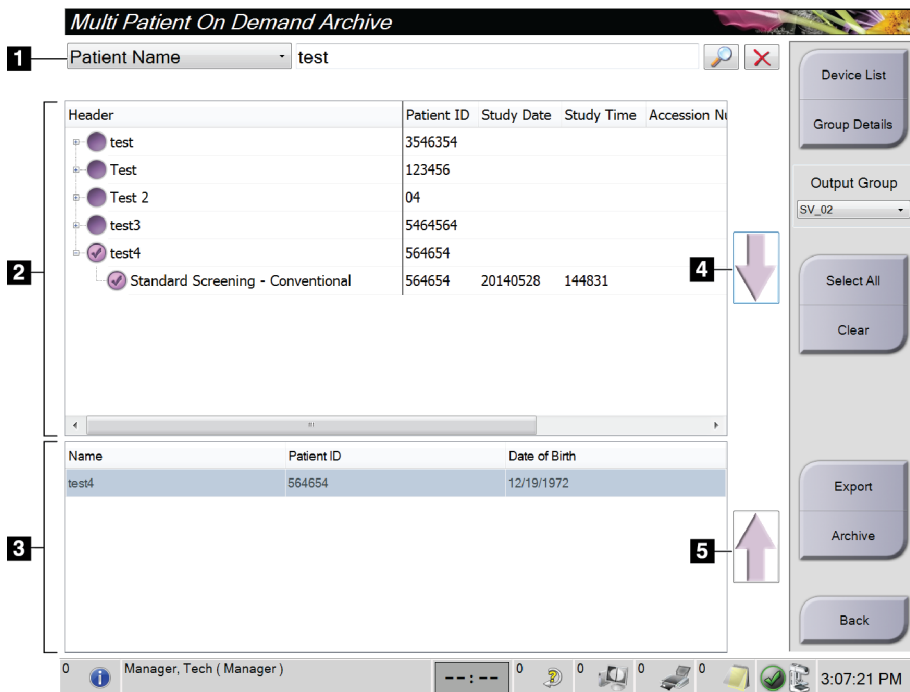 Multi Patient On Demand Archive
1
Patient Name test
Device List
Group Details
Output Group
SV_02
Select All
Clear
Export
Archive
Back
2
Header Patient ID Study Date Study Time Accession Nu
test 3546354
Test 123456
Test 2 04
test3 5464564
test4 564654
Standard Screening - Conventional 564654 20140528 144831
4
3
Name Patient ID Date of Birth
test4 564654 12/19/1972
5
0 Manager, Tech ( Manager ) --:-- 0 0 0 0 3:07:21 PM